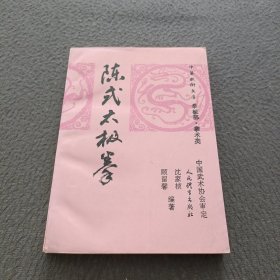 陈式太极拳
中国武术协会审定
人民体育出版社
沈家桢
顾留馨
编著